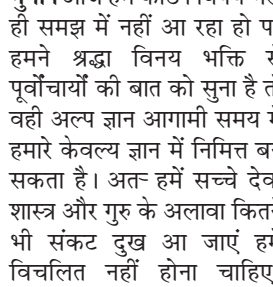 ही समझ में नहीं आ रहा हो प
हमने श्रद्धा विनय भक्ति
पूर्वोंचार्यों की बात को सुना है त
वही अल्प ज्ञान आगामी समय
हमारे केवल्य ज्ञान में निमित्त ब
सकता है। अतः हमें सच्चे देव
शास्त्र और गुरु के अलावा कित
भी संकट दुख आ जाएं हम
विचलित नहीं होना चाहिए